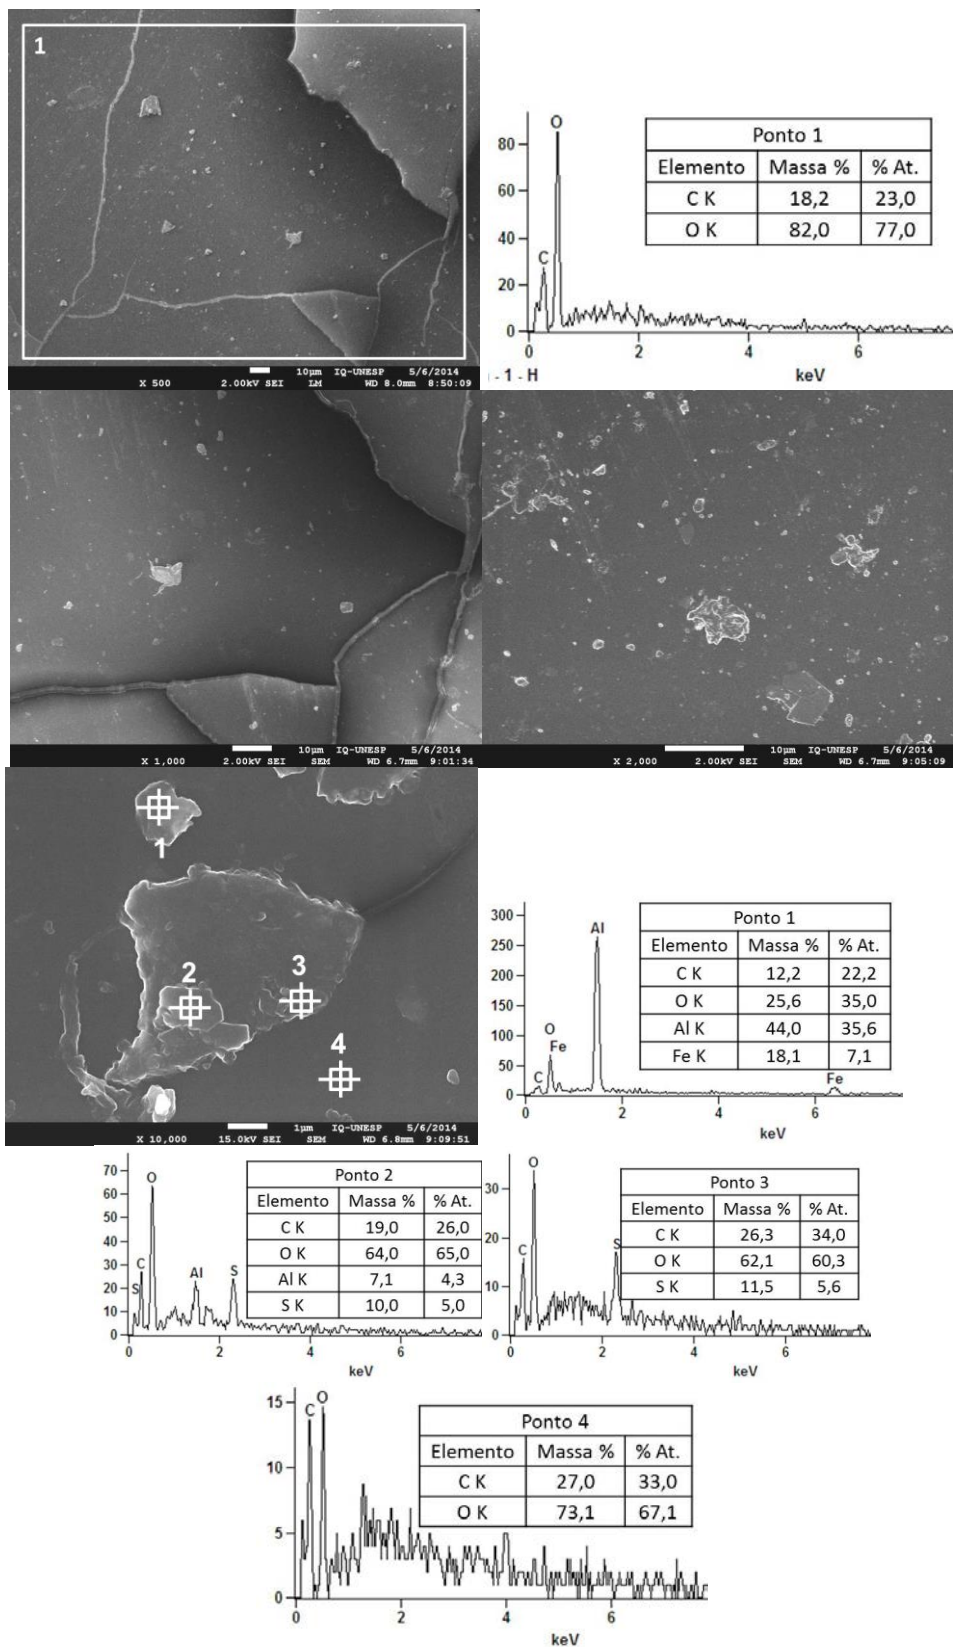 1
X 500 2.00kV SEI LM 10µm IQ-UNESP WD 8.0mm 5/6/2014 8:50:09
80
60
40
20
0
O
C
0 2 4 6
keV
- 1 - H
Ponto 1
Elemento Massa % % At.
C K 18,2 23,0
O K 82,0 77,0
X 1,000 2.00kV SEI SEM 10µm IQ-UNESP WD 6.7mm 5/6/2014 9:01:34
X 2,000 2.00kV SEI SEM 10µm IQ-UNESP WD 6.7mm 5/6/2014 9:05:09
1
2
3
4
X 10,000 15.0kV SEI SEM 1µm IQ-UNESP WD 6.8mm 5/6/2014 9:09:51
300
250
200
150
100
50
0
Al
O
Fe
C
Fe
0 2 4 6
keV
Ponto 1
Elemento Massa % % At.
C K 12,2 22,2
O K 25,6 35,0
Al K 44,0 35,6
Fe K 18,1 7,1
70
60
50
40
30
20
10
0
O
C
S
Al
S
0 2 4 6
keV
Ponto 2
Elemento Massa % % At.
C K 19,0 26,0
O K 64,0 65,0
Al K 7,1 4,3
S K 10,0 5,0
30
20
10
0
O
C
S
0 2 4 6
keV
Ponto 3
Elemento Massa % % At.
C K 26,3 34,0
O K 62,1 60,3
S K 11,5 5,6
15
10
5
0
C O
0 2 4 6
keV
Ponto 4
Elemento Massa % % At.
C K 27,0 33,0
O K 73,1 67,1